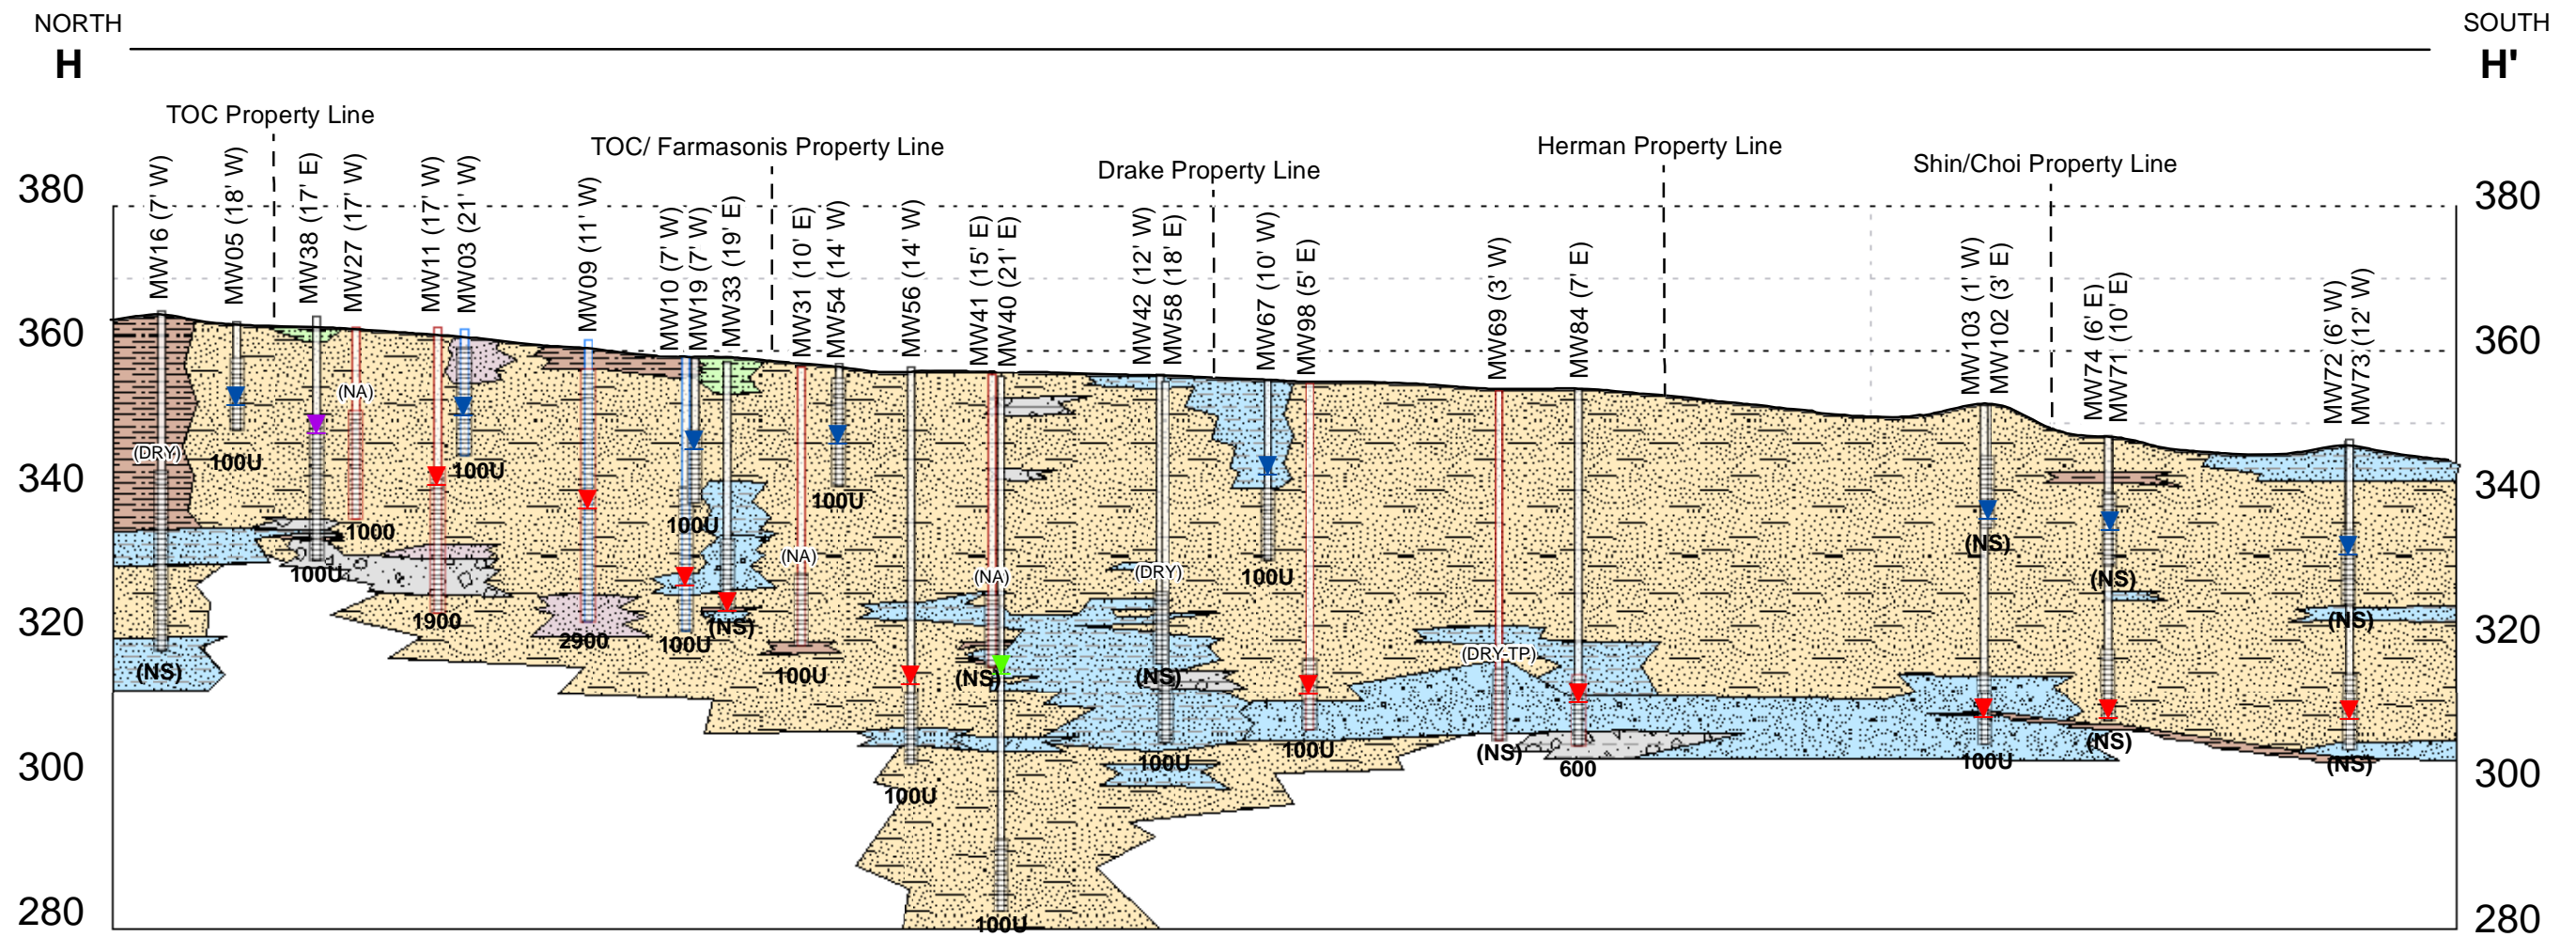 NORTH
SOUTH
H
H'
TOC Property Line
TOC/ Farmasonis Property Line
Drake Property Line
Herman Property Line
Shin/Choi Property Line
MW16 (7' W)
MW05 (18' W)
MW38 (17' E)
MW27 (17' W)
MW11 (17' W)
MW03 (21' W)
MW09 (11' W)
MW10 (7' W)
MW19 (7' W)
MW33 (19' E)
MW31 (10' E)
MW54 (14' W)
MW56 (14' W)
MW41 (15' E)
MW40 (21' E)
MW42 (12' W)
MW58 (18' E)
MW67 (10' W)
MW98 (5' E)
MW69 (3' W)
MW84 (7' E)
MW103 (1' W)
MW102 (3' E)
MW74 (6' E)
MW71 (10' E)
MW72 (6' W)
MW73 (12' W)
380
380
360
360
340
340
320
320
300
300
280
280
(DRY)
(NS)
100U
100U
(NA)
1000
1900
100U
2900
100U
100U
(NS)
(NA)
100U
100U
100U
(NA)
(NS)
100U
(DRY)
(NS)
100U
100U
100U
(DRY-TP)
(NS)
600
(NS)
100U
(NS)
(NS)
(NS)
(NS)